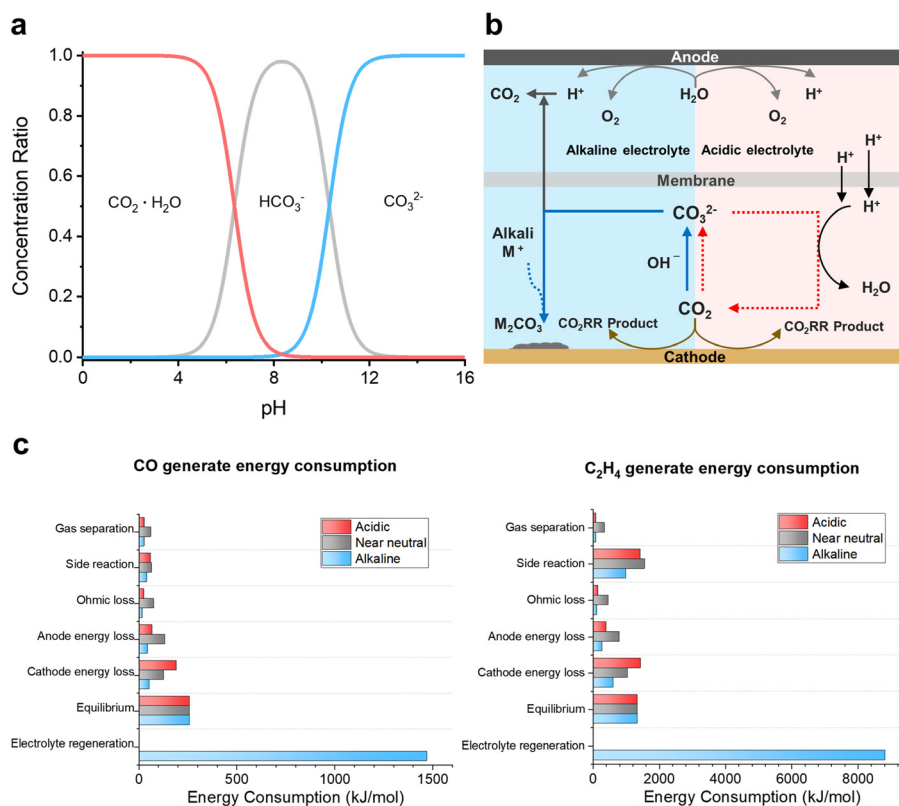 a
1.0
0.8
0.6
0.4
0.2
0.0
Concentration Ratio
CO₂ · H₂O
HCO₃⁻
CO₃²⁻
0 4 8 12 16
pH
b
Anode
CO₂
H⁺
H₂O
H⁺
O₂
O₂
Alkaline electrolyte
Acidic electrolyte
H⁺
H⁺
Membrane
CO₃²⁻
H⁺
Alkali
M⁺
OH⁻
H₂O
CO₂
M₂CO₃
CO₂RR Product
CO₂RR Product
Cathode
c
CO generate energy consumption
Acidic
Near neutral
Alkaline
Gas separation
Side reaction
Ohmic loss
Anode energy loss
Cathode energy loss
Equilibrium
Electrolyte regeneration
0 500 1000 1500
Energy Consumption (kJ/mol)
C₂H₄ generate energy consumption
Acidic
Near neutral
Alkaline
Gas separation
Side reaction
Ohmic loss
Anode energy loss
Cathode energy loss
Equilibrium
Electrolyte regeneration
0 2000 4000 6000 8000
Energy Consumption (kJ/mol)